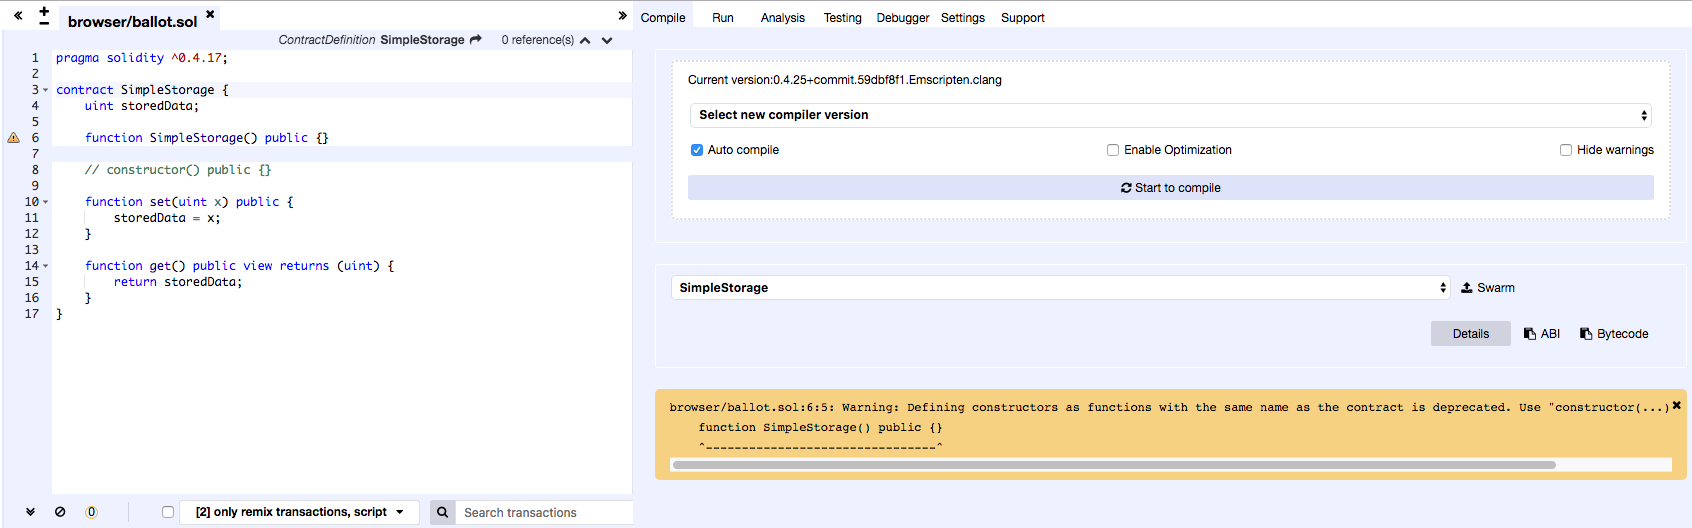 browser/ballot.sol
ContractDefinition SimpleStorage 0 reference(s)
1 pragma solidity ^0.4.17;
2
3 contract SimpleStorage {
4 uint storedData;
5
6 function SimpleStorage() public {}
7
8 // constructor() public {}
9
10 function set(uint x) public {
11 storedData = x;
12 }
13
14 function get() public view returns (uint) {
15 return storedData;
16 }
17 }
0 [2] only remix transactions, script Search transactions
Compile Run Analysis Testing Debugger Settings Support
Current version:0.4.25+commit.59dbf8f1.Emscripten.clang
Select new compiler version
Auto compile Enable Optimization Hide warnings
Start to compile
SimpleStorage Swarm
Details ABI Bytecode
browser/ballot.sol:6:5: Warning: Defining constructors as functions with the same name as the contract is deprecated. Use "constructor(...)
function SimpleStorage() public {}
^--------------------------------^